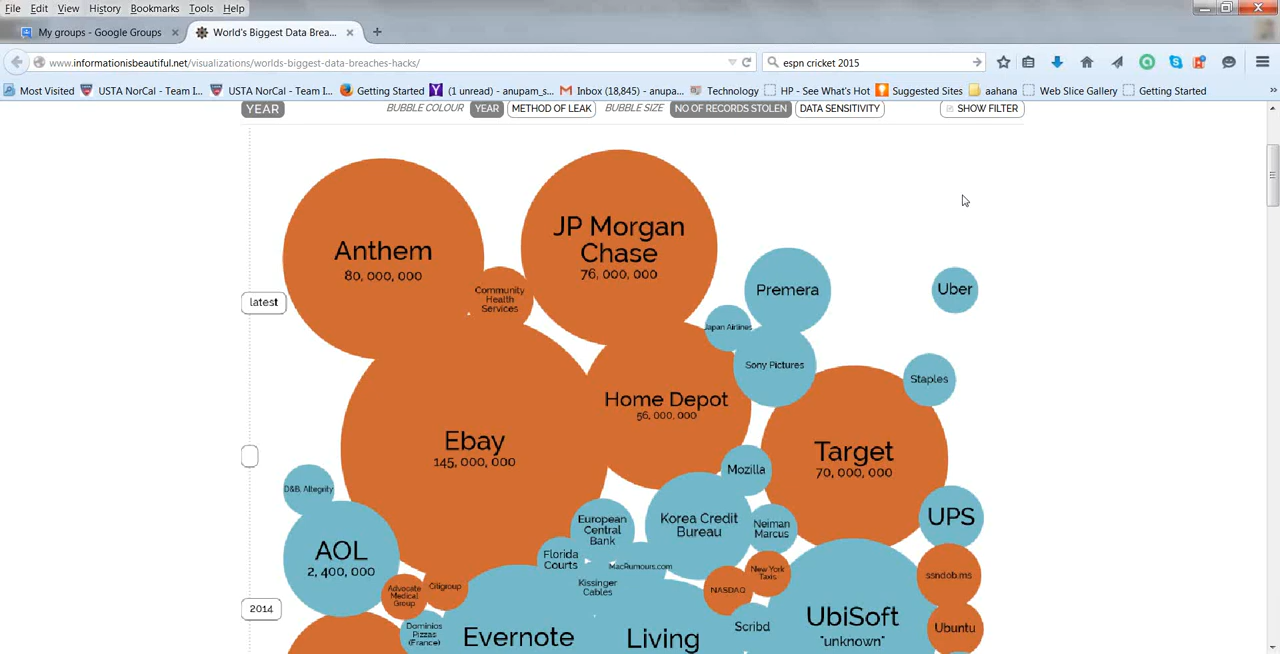 File Edit View History Bookmarks Tools Help
My groups - Google Groups
World's Biggest Data Brea...
www.informationisbeautiful.net/visualizations/worlds-biggest-data-breaches-hacks/
espn cricket 2015
Most Visited
USTA NorCal - Team I...
USTA NorCal - Team I...
Getting Started
(1 unread) - anupam_s...
Inbox (18,845) - anupa...
Technology
HP - See What's Hot
Suggested Sites
aahana
Web Slice Gallery
Getting Started
YEAR
BUBBLE COLOUR
YEAR
METHOD OF LEAK
BUBBLE SIZE
NO OF RECORDS STOLEN
DATA SENSITIVITY
SHOW FILTER
Anthem
80, 000, 000
JP Morgan
Chase
76, 000, 000
Community
Health
Services
Premera
Uber
latest
Japan Airlines
Sony Pictures
Staples
Home Depot
56, 000, 000
Ebay
145, 000, 000
Target
70, 000, 000
Mozilla
D&B, Altegrity
European
Central
Bank
Korea Credit
Bureau
Neiman
Marcus
UPS
AOL
2, 400, 000
Florida
Courts
MacRumours.com
Kissinger
Cables
New York
Taxis
ssndob.ms
Advocate
Medical
Group
Citigroup
NASDAQ
2014
Dominios
Pizzas
(France)
Evernote
Living
Scribd
UbiSoft
"unknown"
Ubuntu